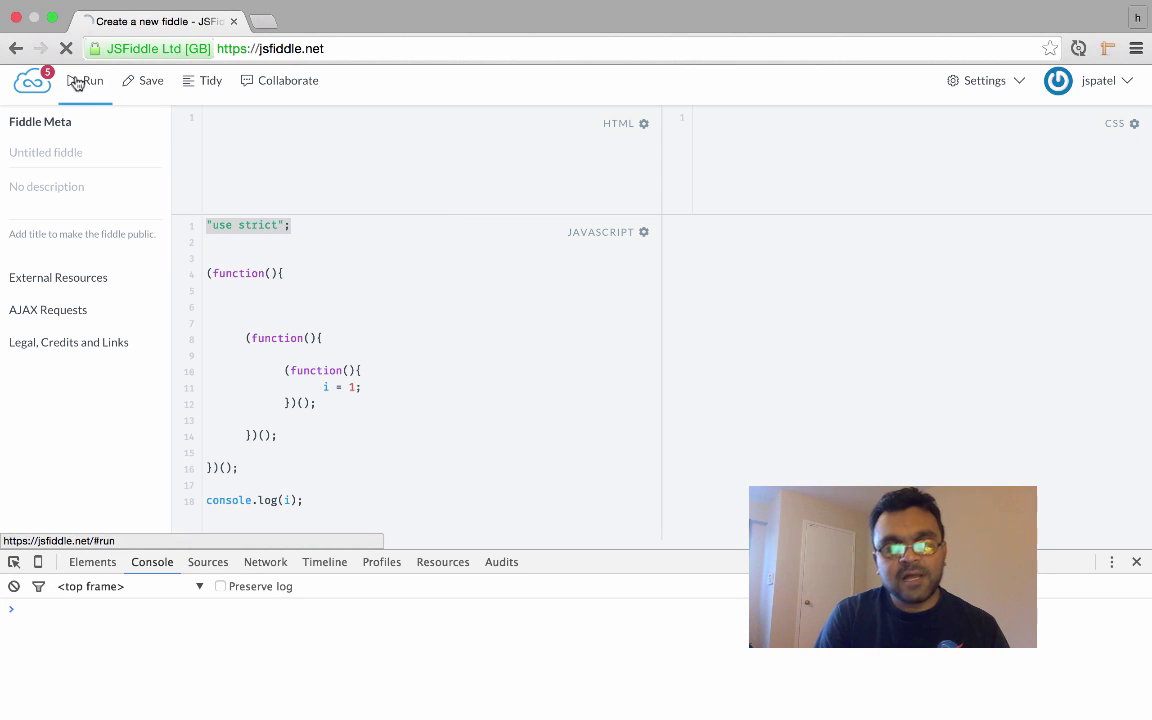 Create a new fiddle - JSFid
h
JSFiddle Ltd [GB] https://jsfiddle.net
5
Run Save Tidy Collaborate Settings jspatel
Fiddle Meta
Untitled fiddle
No description
Add title to make the fiddle public.
External Resources
AJAX Requests
Legal, Credits and Links
1
HTML
1
CSS
JAVASCRIPT
1 "use strict";
2
3
4 (function(){
5
6
7
8 (function(){
9
10 (function(){
11 i = 1;
12 })();
13
14 })();
15
16 })();
17
18 console.log(i);
https://jsfiddle.net/#run
Elements Console Sources Network Timeline Profiles Resources Audits
<top frame> Preserve log
>